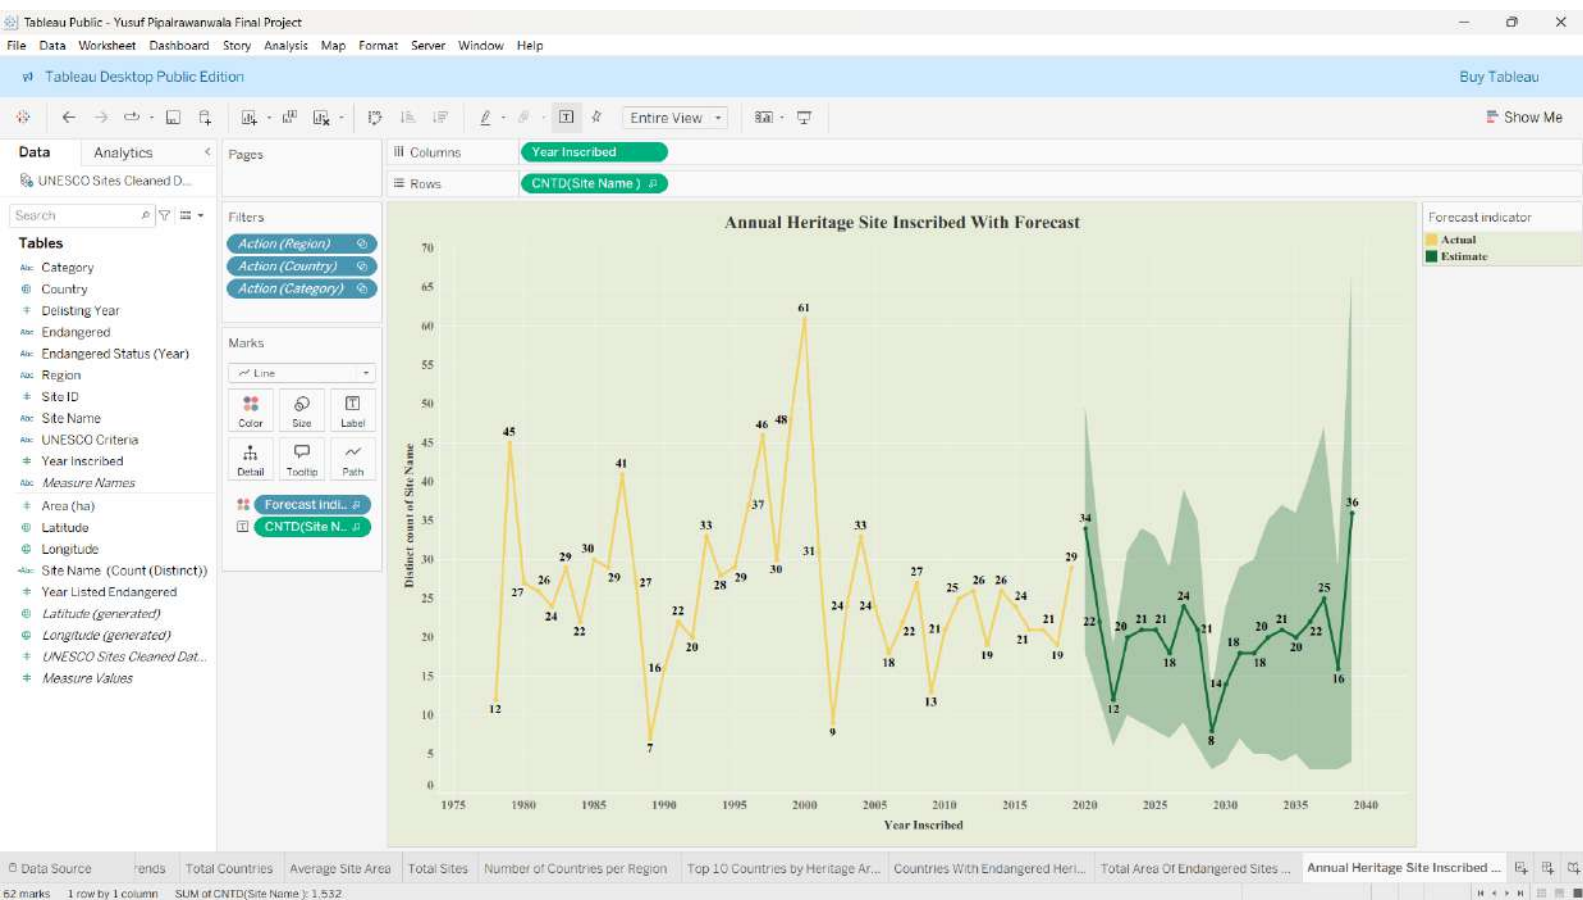 Tableau Public - Yusuf Pipalrawanwala Final Project
File Data Worksheet Dashboard Story Analysis Map Format Server Window Help
Tableau Desktop Public Edition Buy Tableau
Entire View Show Me
Data Analytics
Pages
Columns Year Inscribed
UNESCO Sites Cleaned D...
Rows CNTD(Site Name )
Search
Tables
Abc Category
Country
Delisting Year
Abc Endangered
Abc Endangered Status (Year)
Abc Region
Site ID
Abc Site Name
Abc UNESCO Criteria
Year Inscribed
Abc Measure Names
Area (ha)
Latitude
Longitude
Site Name (Count (Distinct))
Year Listed Endangered
Latitude (generated)
Longitude (generated)
UNESCO Sites Cleaned Dat...
Measure Values
Filters
Action (Region)
Action (Country)
Action (Category)
Marks
Line
Color Size Label
Detail Tooltip Path
Forecast indi..
CNTD(Site N..
Annual Heritage Site Inscribed With Forecast
Distinct count of Site Name
70
65
60
55
50
45
40
35
30
25
20
15
10
5
0
12 45 27 26 24 29 22 30 29 41 27 7 16 22 20 33 28 29 37 46 30 48 61 31 24 9 24 33 18 22 27 13 21 25 26 19 26 24 21 21 19 29
34 22 12 20 21 21 18 24 21 8 14 18 18 20 21 20 22 25 16 36
1975 1980 1985 1990 1995 2000 2005 2010 2015 2020 2025 2030 2035 2040
Year Inscribed
Forecast indicator
Actual
Estimate
Data Source rends Total Countries Average Site Area Total Sites Number of Countries per Region Top 10 Countries by Heritage Ar... Countries With Endangered Heri... Total Area Of Endangered Sites ... Annual Heritage Site Inscribed ...
62 marks 1 row by 1 column SUM of CNTD(Site Name ): 1,532